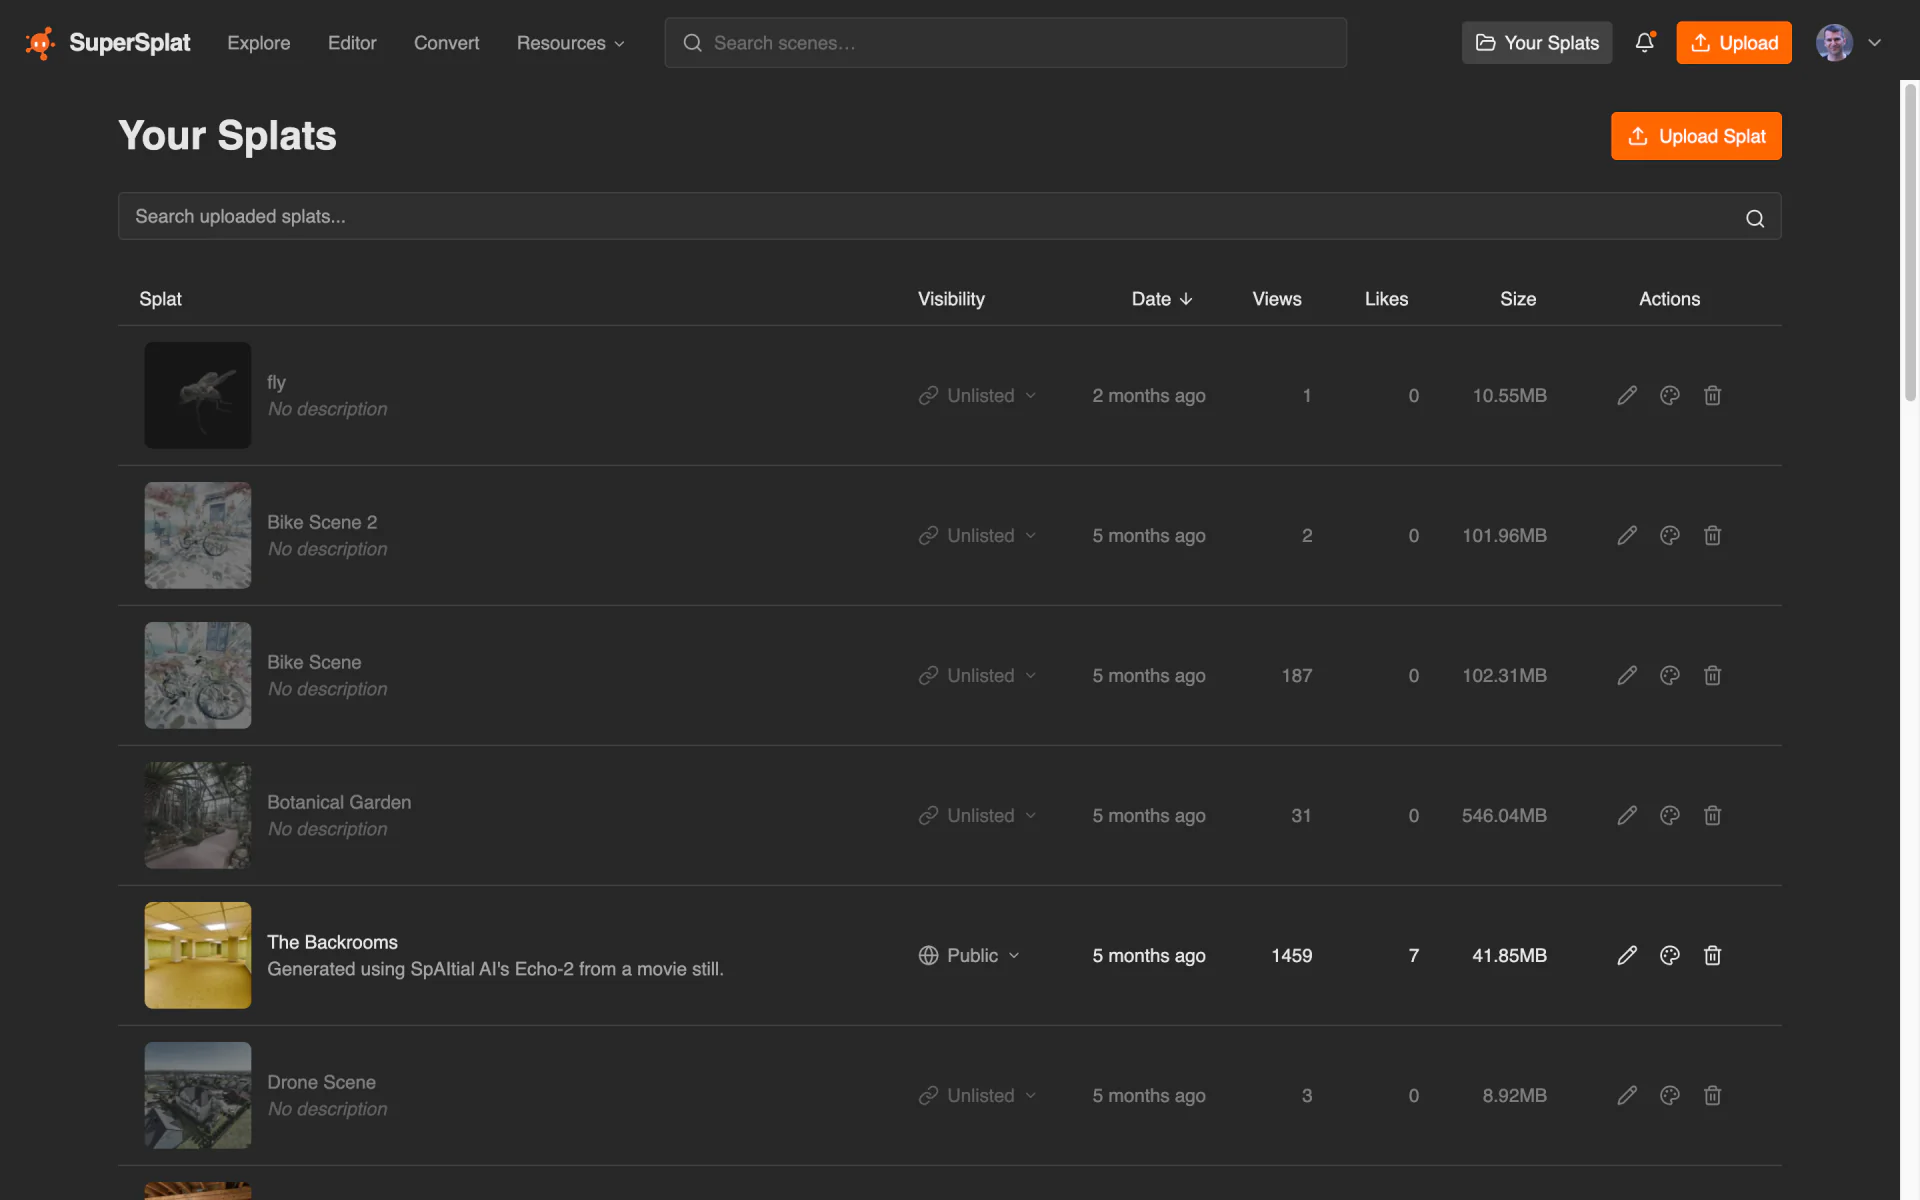 SuperSplat Explore Editor Convert Resources Search scenes... Your Splats Upload
Your Splats Upload Splat
Search uploaded splats...
Splat Visibility Date Views Likes Size Actions
fly
No description
Unlisted 2 months ago 1 0 10.55MB
Bike Scene 2
No description
Unlisted 5 months ago 2 0 101.96MB
Bike Scene
No description
Unlisted 5 months ago 187 0 102.31MB
Botanical Garden
No description
Unlisted 5 months ago 31 0 546.04MB
The Backrooms
Generated using SpAItial AI's Echo-2 from a movie still.
Public 5 months ago 1459 7 41.85MB
Drone Scene
No description
Unlisted 5 months ago 3 0 8.92MB